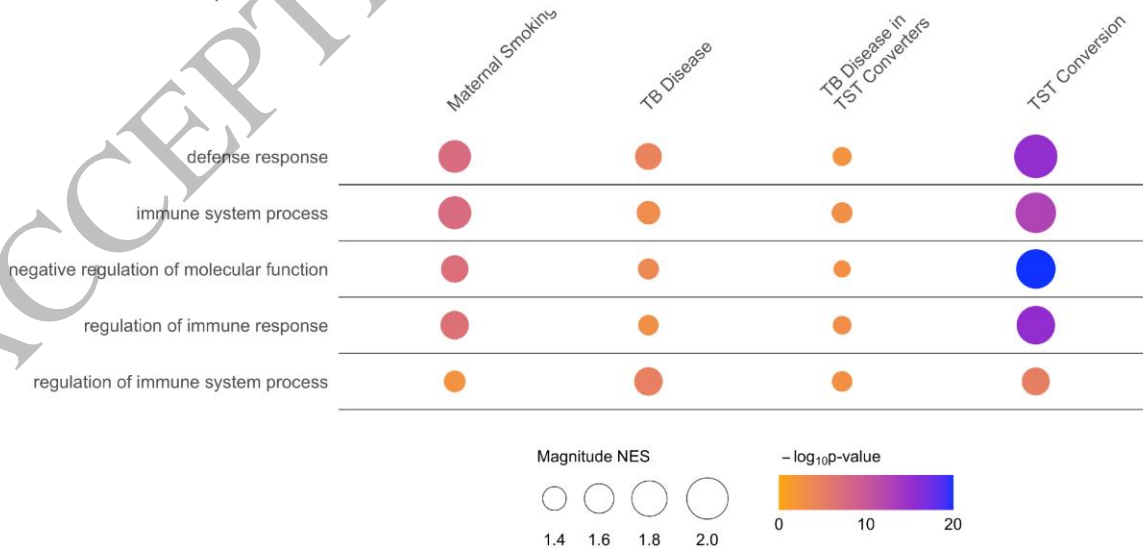 Maternal Smoking
TB Disease
TB Disease in
TST Converters
TST Conversion
defense response
immune system process
negative regulation of molecular function
regulation of immune response
regulation of immune system process
Magnitude NES
− log₁₀p-value
1.4 1.6 1.8 2.0
0 10 20